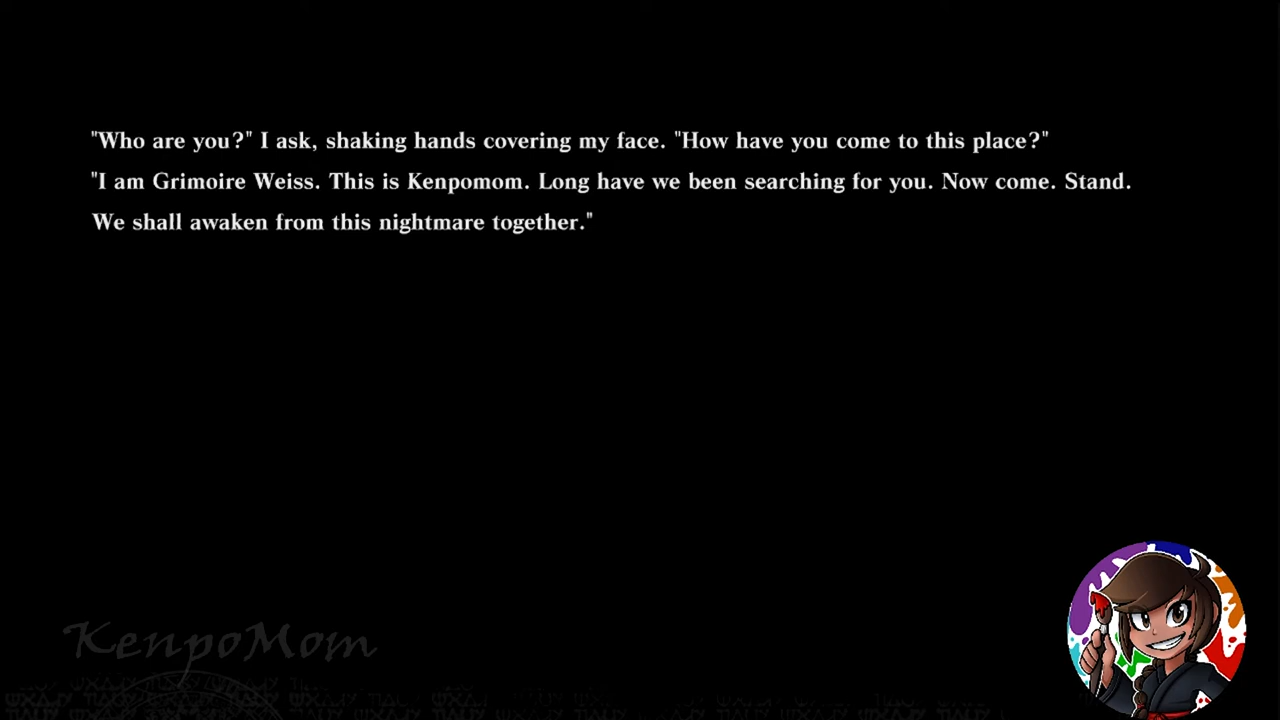 "Who are you?" I ask, shaking hands covering my face. "How have you come to this place?"
"I am Grimoire Weiss. This is Kenpomom. Long have we been searching for you. Now come. Stand.
We shall awaken from this nightmare together."
KenpoMom